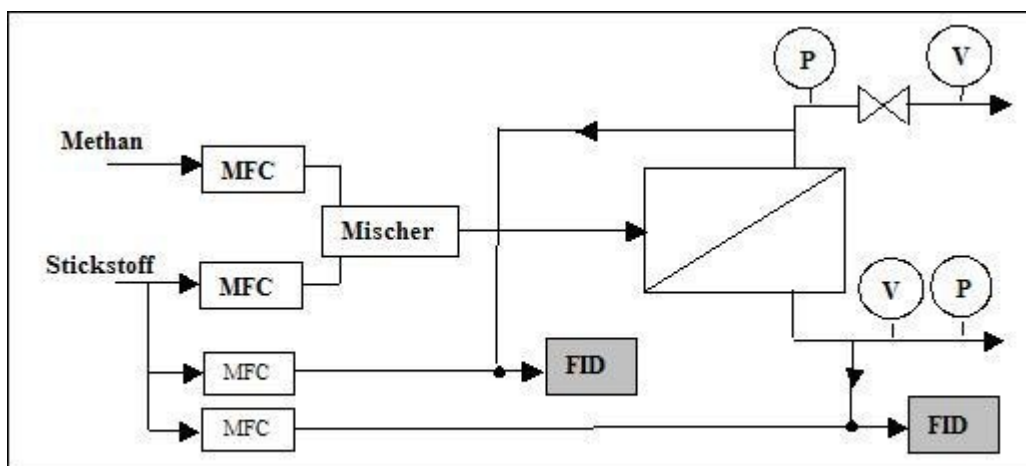 P
V
Methan
MFC
Mischer
Stickstoff
MFC
V
P
MFC
FID
MFC
FID